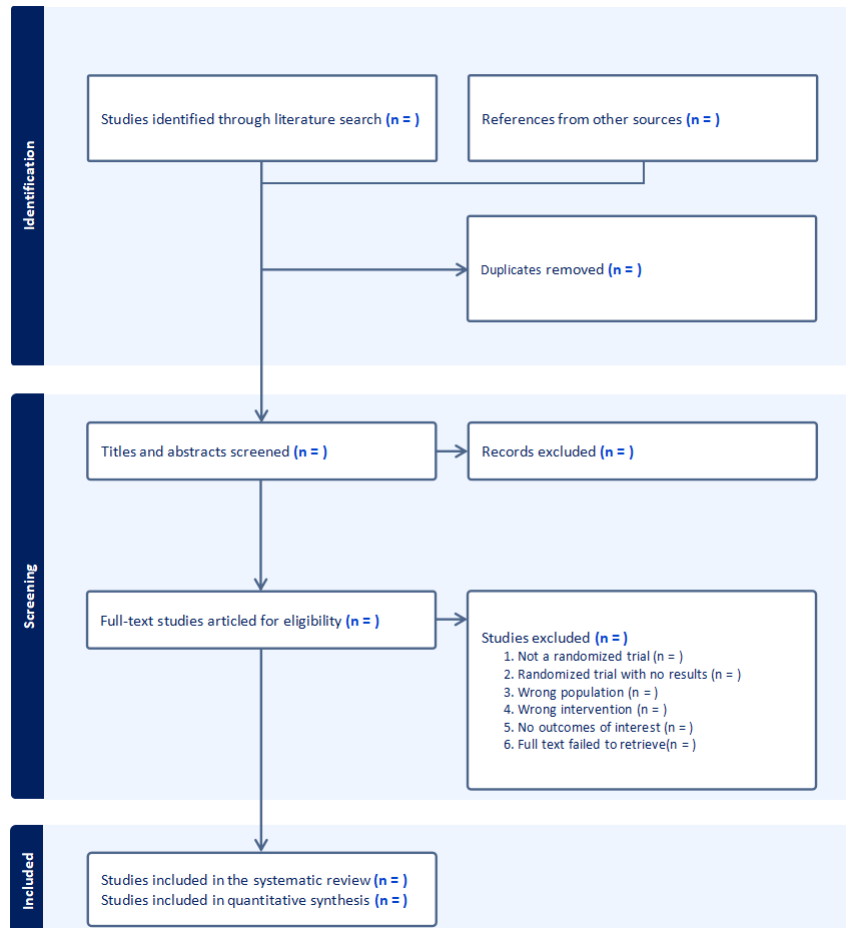 Identification
Studies identified through literature search (n = )
References from other sources (n = )
Duplicates removed (n = )
Screening
Titles and abstracts screened (n = )
Records excluded (n = )
Full-text studies articled for eligibility (n = )
Studies excluded (n = )
1. Not a randomized trial (n = )
2. Randomized trial with no results (n = )
3. Wrong population (n = )
4. Wrong intervention (n = )
5. No outcomes of interest (n = )
6. Full text failed to retrieve(n = )
Included
Studies included in the systematic review (n = )
Studies included in quantitative synthesis (n = )